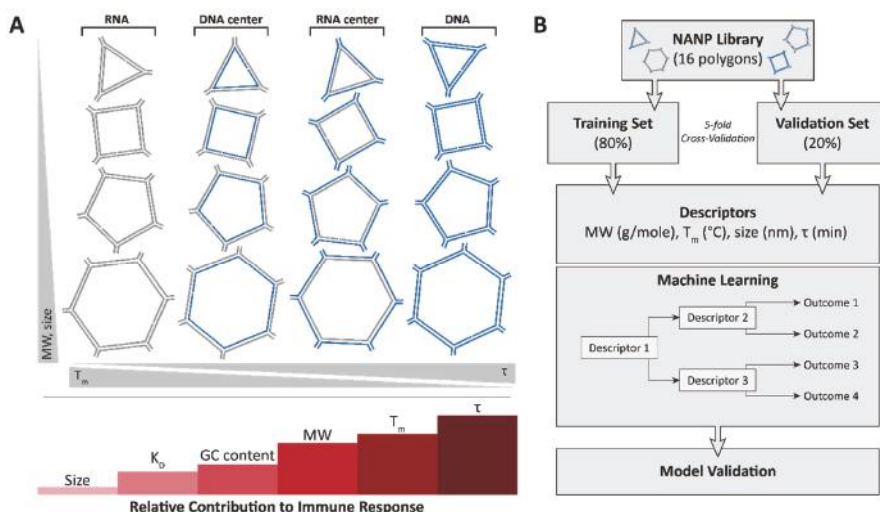 A
RNA
DNA center
RNA center
DNA
MW, size
Tm
τ
Size
KD
GC content
MW
Tm
τ
Relative Contribution to Immune Response
B
NANP Library
(16 polygons)
Training Set
(80%)
5-fold
Cross-Validation
Validation Set
(20%)
Descriptors
MW (g/mole), Tm (°C), size (nm), τ (min)
Machine Learning
Descriptor 1
Descriptor 2
Descriptor 3
Outcome 1
Outcome 2
Outcome 3
Outcome 4
Model Validation